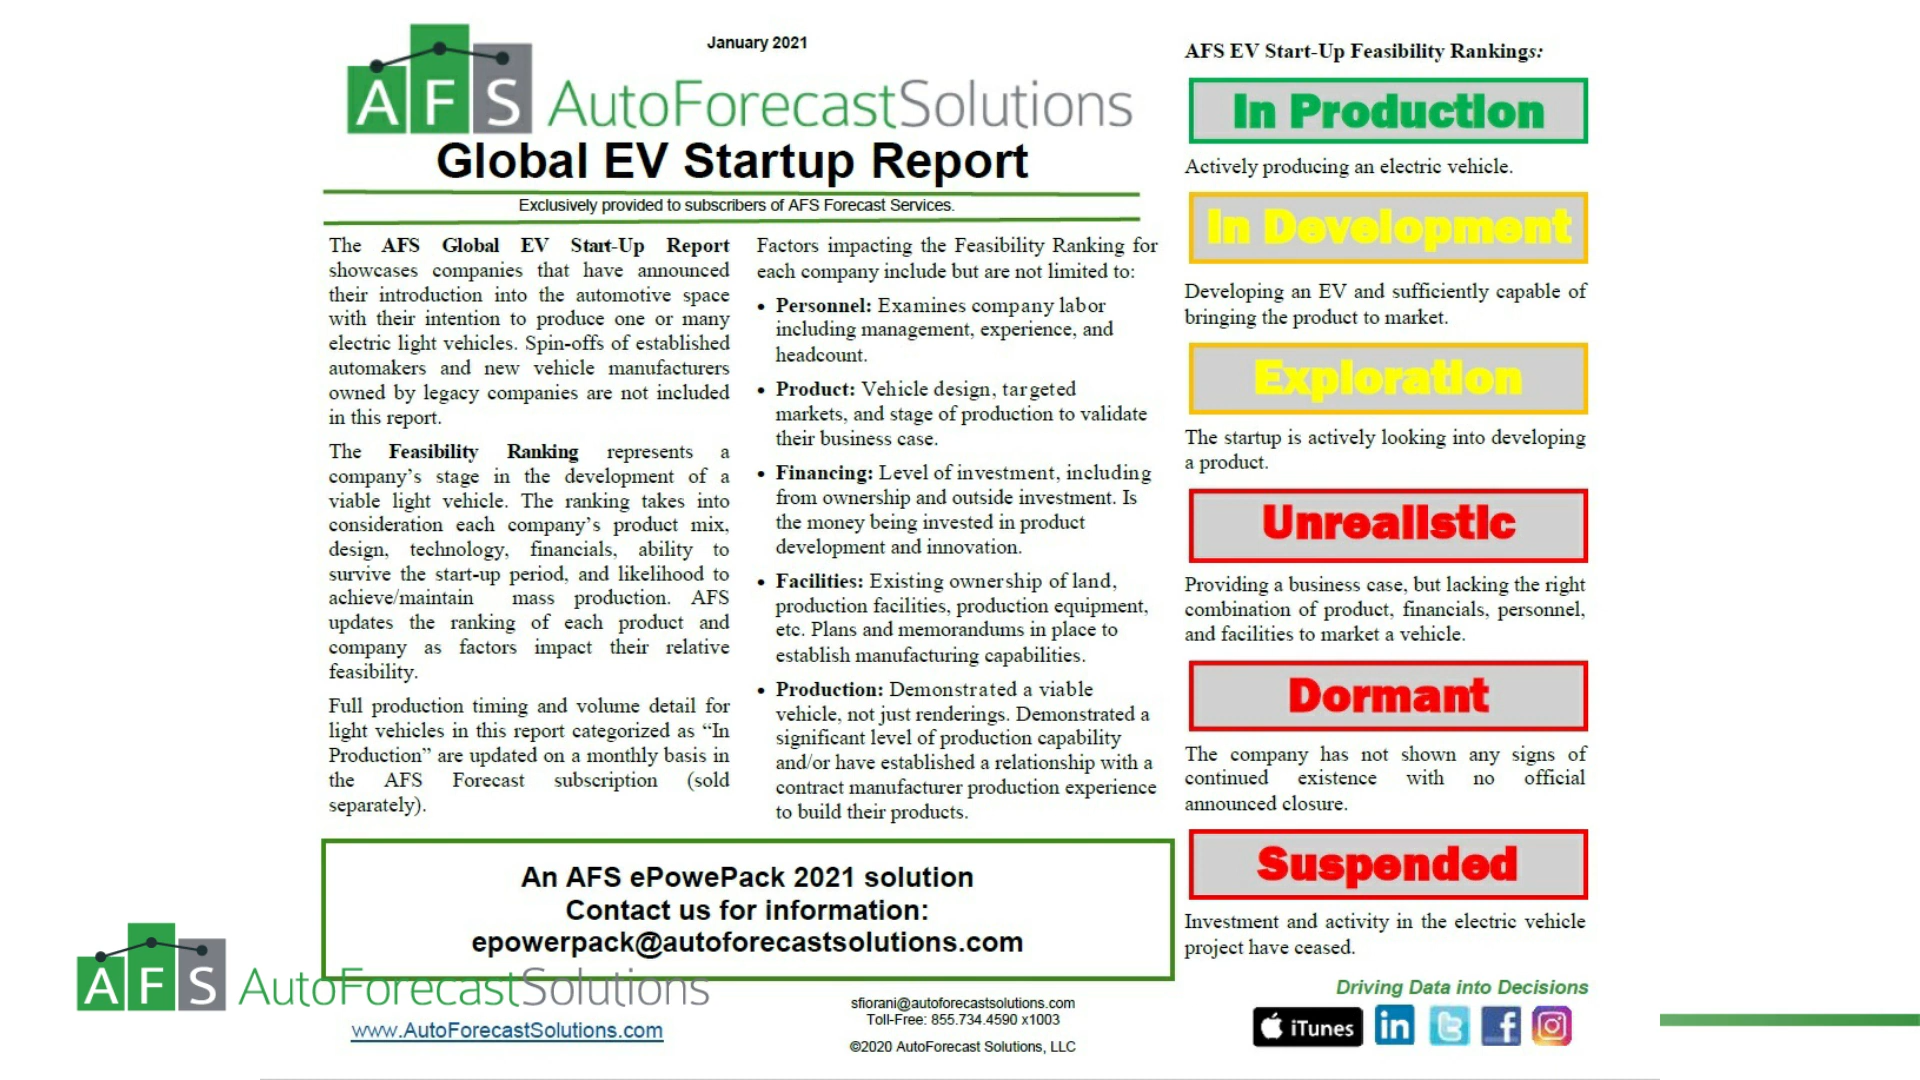 January 2021
AFS AutoForecastSolutions
Global EV Startup Report
Exclusively provided to subscribers of AFS Forecast Services.
The AFS Global EV Start-Up Report
showcases companies that have announced
their introduction into the automotive space
with their intention to produce one or many
electric light vehicles. Spin-offs of established
automakers and new vehicle manufacturers
owned by legacy companies are not included
in this report.
The Feasibility Ranking represents a
company's stage in the development of a
viable light vehicle. The ranking takes into
consideration each company's product mix,
design, technology, financials, ability to
survive the start-up period, and likelihood to
achieve/maintain mass production. AFS
updates the ranking of each product and
company as factors impact their relative
feasibility.
Full production timing and volume detail for
light vehicles in this report categorized as “In
Production” are updated on a monthly basis in
the AFS Forecast subscription (sold
separately).
Factors impacting the Feasibility Ranking for
each company include but are not limited to:
• Personnel: Examines company labor
including management, experience, and
headcount.
• Product: Vehicle design, targeted
markets, and stage of production to validate
their business case.
• Financing: Level of investment, including
from ownership and outside investment. Is
the money being invested in product
development and innovation.
• Facilities: Existing ownership of land,
production facilities, production equipment,
etc. Plans and memorandums in place to
establish manufacturing capabilities.
• Production: Demonstrated a viable
vehicle, not just renderings. Demonstrated a
significant level of production capability
and/or have established a relationship with a
contract manufacturer production experience
to build their products.
An AFS ePowePack 2021 solution
Contact us for information:
epowerpack@autoforecastsolutions.com
AFS AutoForecastSolutions
www.AutoForecastSolutions.com
sfiorani@autoforecastsolutions.com
Toll-Free: 855.734.4590 x1003
©2020 AutoForecast Solutions, LLC
AFS EV Start-Up Feasibility Rankings:
In Production
Actively producing an electric vehicle.
In Development
Developing an EV and sufficiently capable of
bringing the product to market.
Exploration
The startup is actively looking into developing
a product.
Unrealistic
Providing a business case, but lacking the right
combination of product, financials, personnel,
and facilities to market a vehicle.
Dormant
The company has not shown any signs of
continued existence with no official
announced closure.
Suspended
Investment and activity in the electric vehicle
project have ceased.
Driving Data into Decisions
iTunes in f